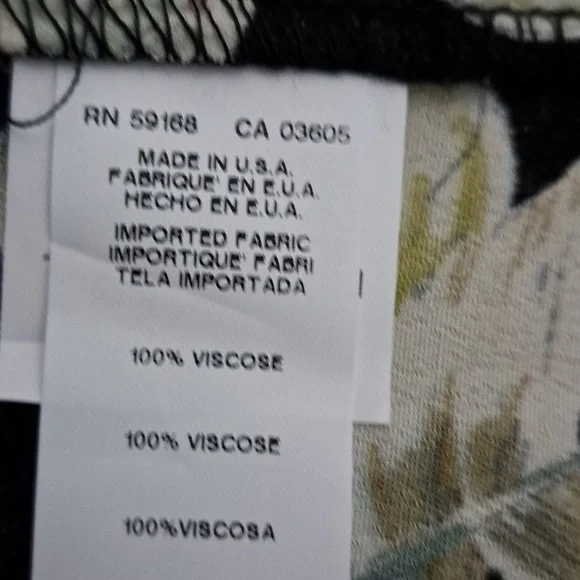 RN 59168 CA 03605
MADE IN U.S.A.
FABRIQUE' EN E.U.A.
HECHO EN E.U.A.
IMPORTED FABRIC
IMPORTIQUE' FABRI
TELA IMPORTADA
100% VISCOSE
100% VISCOSE
100%VISCOSA